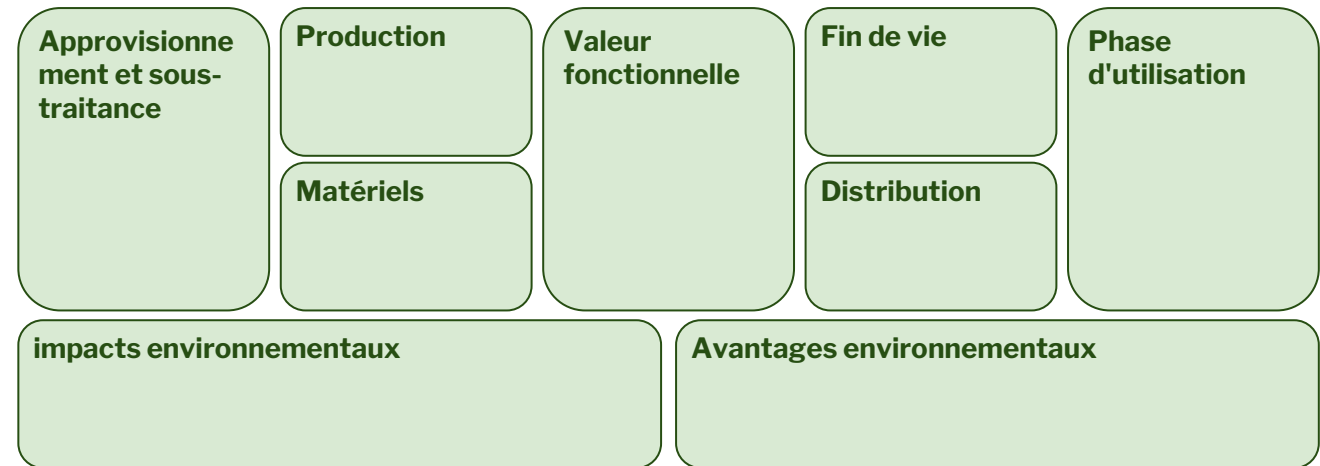 Approvisionne
ment et sous-
traitance
Production
Matériels
Valeur
fonctionnelle
Fin de vie
Distribution
Phase
d'utilisation
impacts environnementaux
Avantages environnementaux